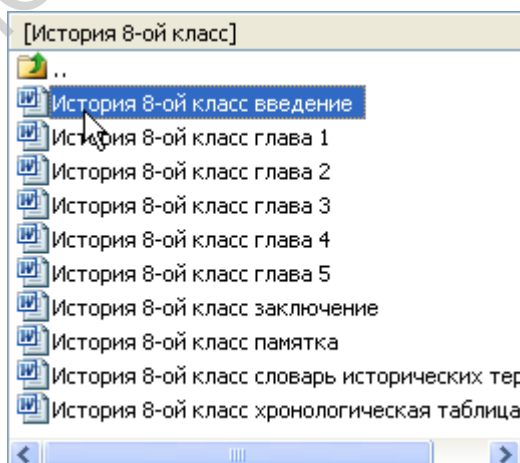 [История 8-ой класс]
..
История 8-ой класс введение
История 8-ой класс глава 1
История 8-ой класс глава 2
История 8-ой класс глава 3
История 8-ой класс глава 4
История 8-ой класс глава 5
История 8-ой класс заключение
История 8-ой класс памятка
История 8-ой класс словарь исторических тер
История 8-ой класс хронологическая таблица